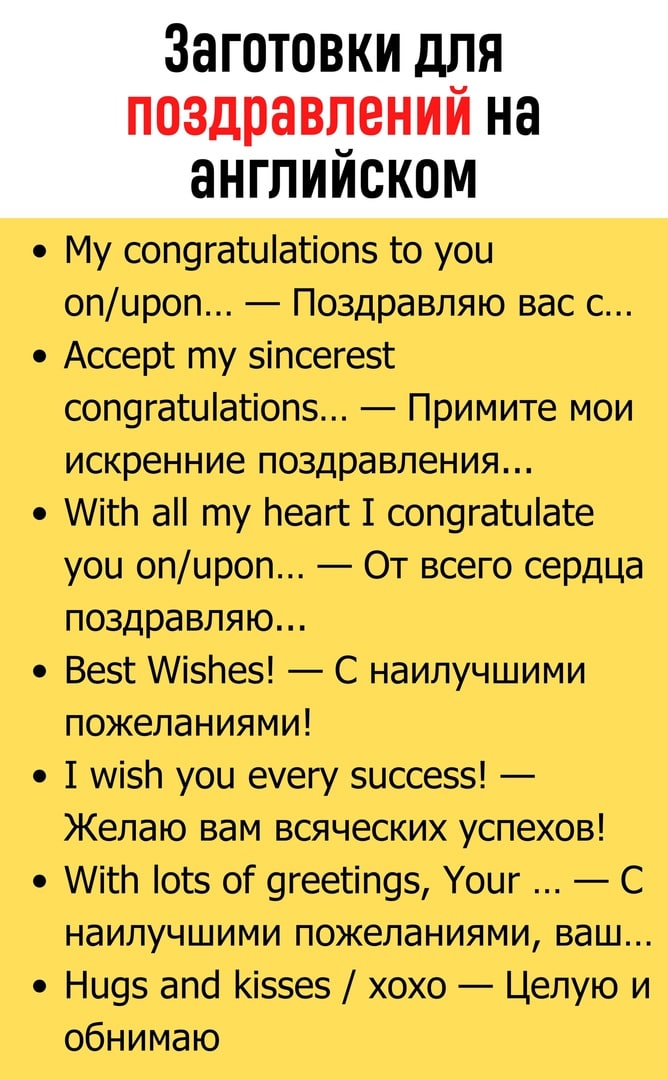 Заготовки для
поздравлений на
английском
• My congratulations to you
on/upon... — Поздравляю вас с...
• Accept my sincerest
congratulations... — Примите мои
искренние поздравления...
• With all my heart I congratulate
you on/upon... — От всего сердца
поздравляю...
• Best Wishes! — С наилучшими
пожеланиями!
• I wish you every success! —
Желаю вам всяческих успехов!
• With lots of greetings, Your ... — С
наилучшими пожеланиями, ваш...
• Hugs and kisses / xoxo — Целую и
обнимаю